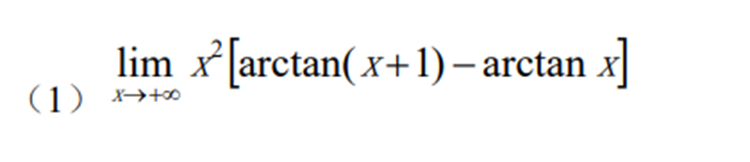 (1) lim x→+∞ x²[arctan(x+1)−arctan x]